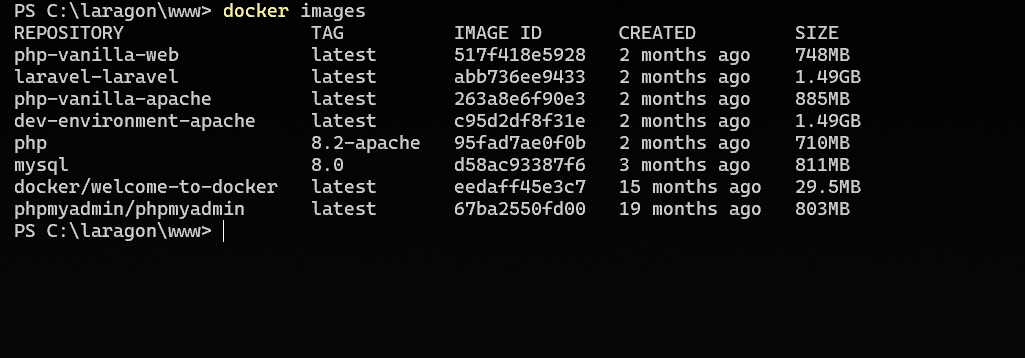 PS C:\laragon\www> docker images
REPOSITORY TAG IMAGE ID CREATED SIZE
php-vanilla-web latest 517f418e5928 2 months ago 748MB
laravel-laravel latest abb736ee9433 2 months ago 1.49GB
php-vanilla-apache latest 263a8e6f90e3 2 months ago 885MB
dev-environment-apache latest c95d2df8f31e 2 months ago 1.49GB
php 8.2-apache 95fad7ae0f0b 2 months ago 710MB
mysql 8.0 d58ac93387f6 3 months ago 811MB
docker/welcome-to-docker latest eedaff45e3c7 15 months ago 29.5MB
phpmyadmin/phpmyadmin latest 67ba2550fd00 19 months ago 803MB
PS C:\laragon\www>